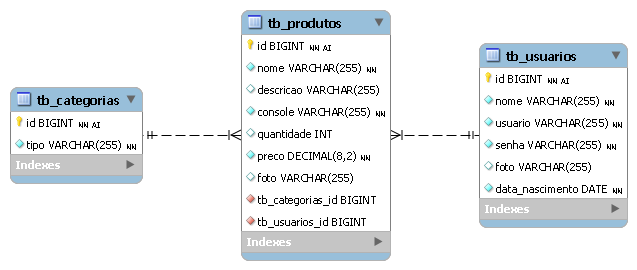 tb_categorias
id BIGINT NN AI
tipo VARCHAR(255) NN
Indexes
tb_produtos
id BIGINT NN AI
nome VARCHAR(255) NN
descricao VARCHAR(255)
console VARCHAR(255) NN
quantidade INT
preco DECIMAL(8,2) NN
foto VARCHAR(255)
tb_categorias_id BIGINT
tb_usuarios_id BIGINT
Indexes
tb_usuarios
id BIGINT NN AI
nome VARCHAR(255) NN
usuario VARCHAR(255) NN
senha VARCHAR(255) NN
foto VARCHAR(255)
data_nascimento DATE NN
Indexes